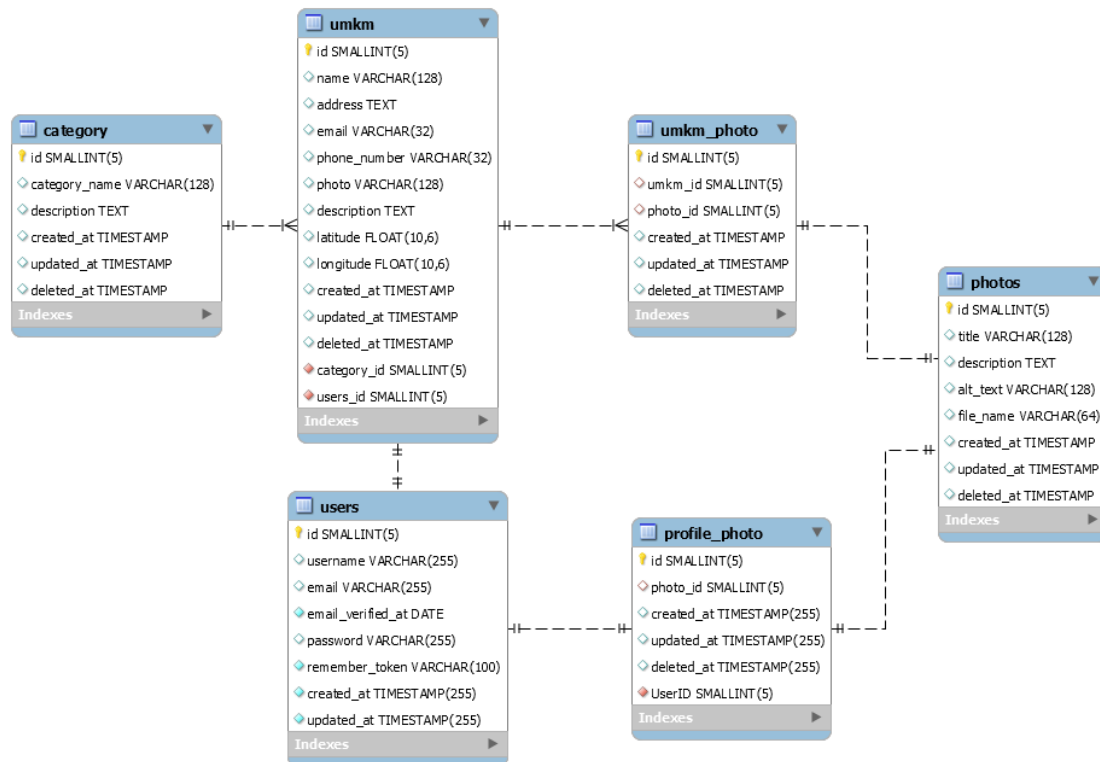 umkm
id SMALLINT(5)
name VARCHAR(128)
address TEXT
email VARCHAR(32)
phone_number VARCHAR(32)
photo VARCHAR(128)
description TEXT
latitude FLOAT(10,6)
longitude FLOAT(10,6)
created_at TIMESTAMP
updated_at TIMESTAMP
deleted_at TIMESTAMP
category_id SMALLINT(5)
users_id SMALLINT(5)
Indexes
category
id SMALLINT(5)
category_name VARCHAR(128)
description TEXT
created_at TIMESTAMP
updated_at TIMESTAMP
deleted_at TIMESTAMP
Indexes
umkm_photo
id SMALLINT(5)
umkm_id SMALLINT(5)
photo_id SMALLINT(5)
created_at TIMESTAMP
updated_at TIMESTAMP
deleted_at TIMESTAMP
Indexes
photos
id SMALLINT(5)
title VARCHAR(128)
description TEXT
alt_text VARCHAR(128)
file_name VARCHAR(64)
created_at TIMESTAMP
updated_at TIMESTAMP
deleted_at TIMESTAMP
Indexes
users
id SMALLINT(5)
username VARCHAR(255)
email VARCHAR(255)
email_verified_at DATE
password VARCHAR(255)
remember_token VARCHAR(100)
created_at TIMESTAMP(255)
updated_at TIMESTAMP(255)
Indexes
profile_photo
id SMALLINT(5)
photo_id SMALLINT(5)
created_at TIMESTAMP(255)
updated_at TIMESTAMP(255)
deleted_at TIMESTAMP(255)
UserID SMALLINT(5)
Indexes